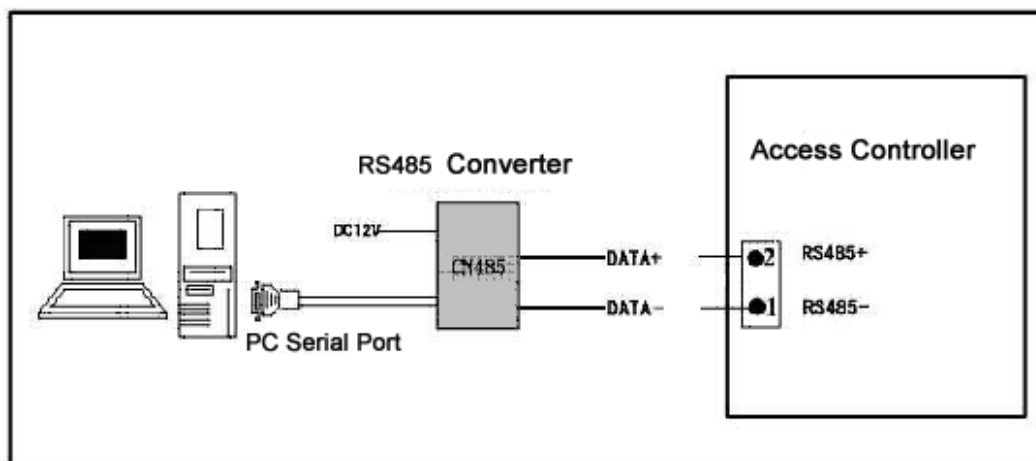 RS485 Converter
Access Controller
DC12V
CN485
DATA+
2
RS485+
DATA-
1
RS485-
PC Serial Port